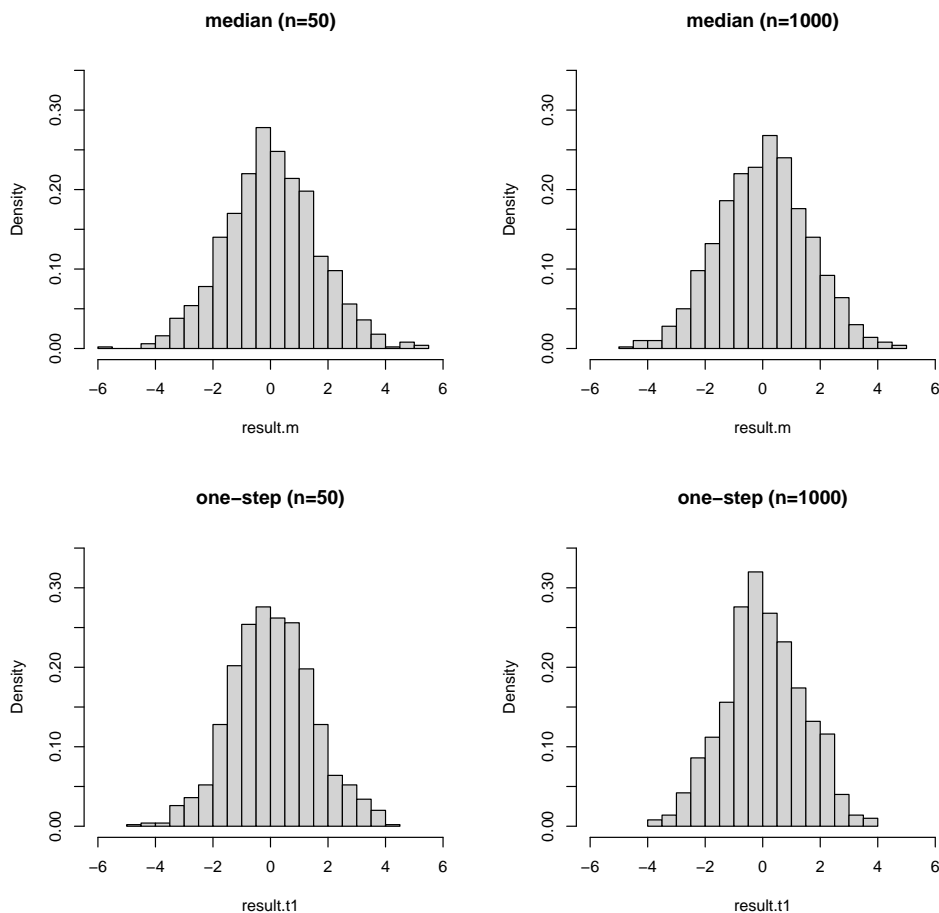 median (n=50)
Density
0.00 0.10 0.20 0.30
−6 −4 −2 0 2 4 6
result.m
median (n=1000)
Density
0.00 0.10 0.20 0.30
−6 −4 −2 0 2 4 6
result.m
one−step (n=50)
Density
0.00 0.10 0.20 0.30
−6 −4 −2 0 2 4 6
result.t1
one−step (n=1000)
Density
0.00 0.10 0.20 0.30
−6 −4 −2 0 2 4 6
result.t1